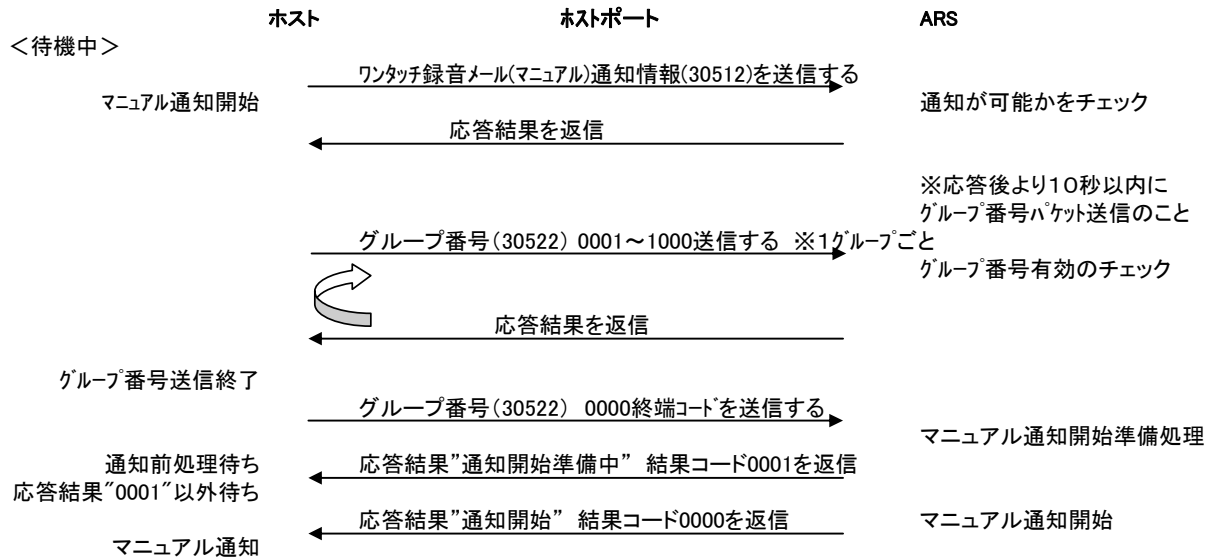 ホスト ﾎｽﾄポート ARS
＜待機中＞
ﾜﾝﾀｯﾁ録音ﾒｰﾙ(ﾏﾆｭｱﾙ)通知情報(30512)を送信する
ﾏﾆｭｱﾙ通知開始
通知が可能かをチェック
応答結果を返信
※応答後より１０秒以内に
ｸﾞﾙｰﾌﾟ番号ﾊﾟｹｯﾄ送信のこと
グループ番号（30522） 0001～1000送信する ※１ｸﾞﾙｰﾌﾟごと
ｸﾞﾙｰﾌﾟ番号有効のチェック
応答結果を返信
ｸﾞﾙｰﾌﾟ番号送信終了
グループ番号（30522） 0000終端ｺｰﾄﾞを送信する
マニュアル通知開始準備処理
通知前処理待ち
応答結果”通知開始準備中” 結果コード0001を返信
応答結果”0001”以外待ち
応答結果”通知開始” 結果コード0000を返信
マニュアル通知開始
マニュアル通知